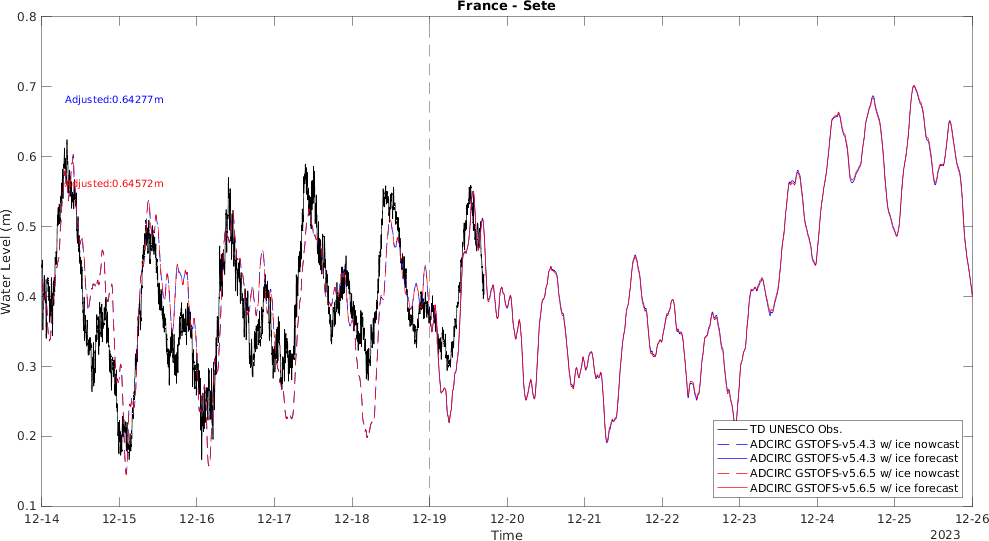 France - Sete
0.8
0.7
0.6
0.5
0.4
0.3
0.2
0.1
Water Level (m)
Adjusted:0.64277m
Adjusted:0.64572m
TD UNESCO Obs.
ADCIRC GSTOFS-v5.4.3 w/ ice nowcast
ADCIRC GSTOFS-v5.4.3 w/ ice forecast
ADCIRC GSTOFS-v5.6.5 w/ ice nowcast
ADCIRC GSTOFS-v5.6.5 w/ ice forecast
12-14 12-15 12-16 12-17 12-18 12-19 12-20 12-21 12-22 12-23 12-24 12-25 12-26
Time
2023